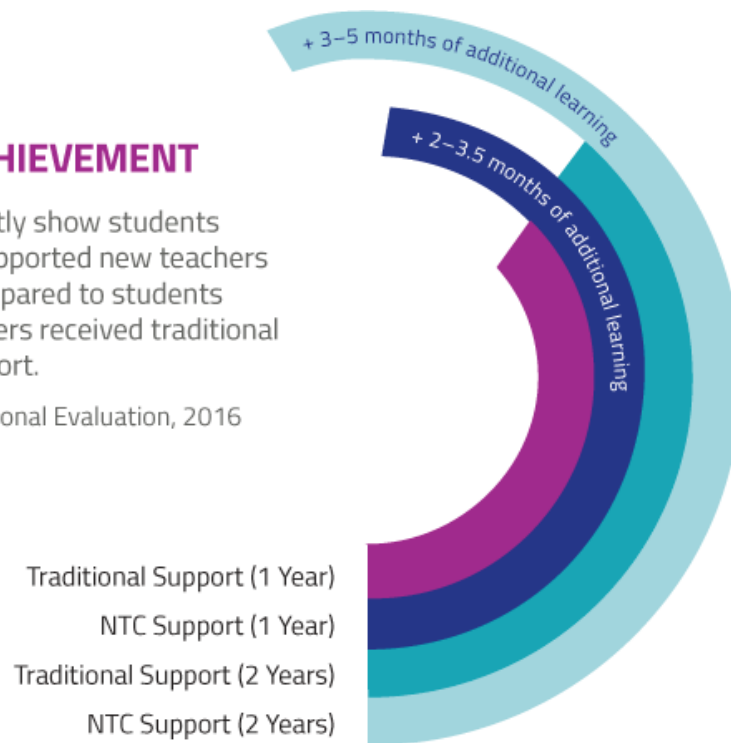 HIEVEMENT
tly show students
pported new teachers
pared to students
ers received traditional
ort.
onal Evaluation, 2016
+ 3–5 months of additional learning
+ 2–3.5 months of additional learning
Traditional Support (1 Year)
NTC Support (1 Year)
Traditional Support (2 Years)
NTC Support (2 Years)